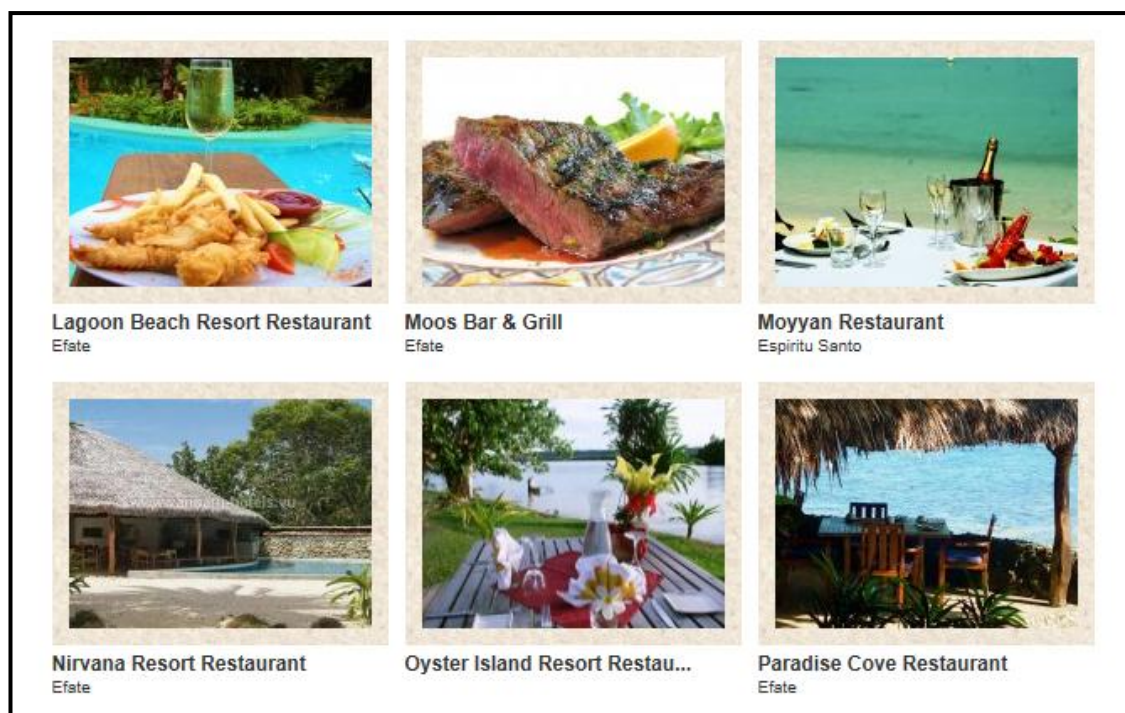 Lagoon Beach Resort Restaurant
Efate
Moos Bar & Grill
Efate
Moyyan Restaurant
Espiritu Santo
Nirvana Resort Restaurant
Efate
Oyster Island Resort Restau...
Paradise Cove Restaurant
Efate